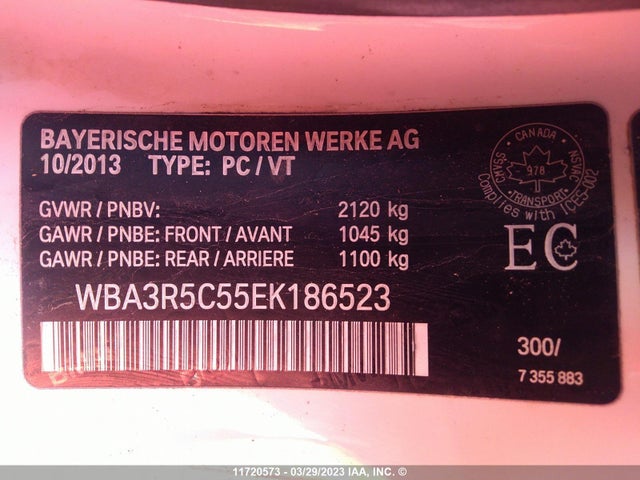 BAYERISCHE MOTOREN WERKE AG
10/2013 TYPE: PC / VT
GVWR / PNBV: 2120 kg
GAWR / PNBE: FRONT / AVANT 1045 kg
GAWR / PNBE: REAR / ARRIERE 1100 kg
WBA3R5C55EK186523
CANADA
CMVSS
NSVAC
978
TRANSPORT
Complies with ICES-002
EC
300/
7 355 883
11720573 - 03/29/2023 IAA, INC. ©